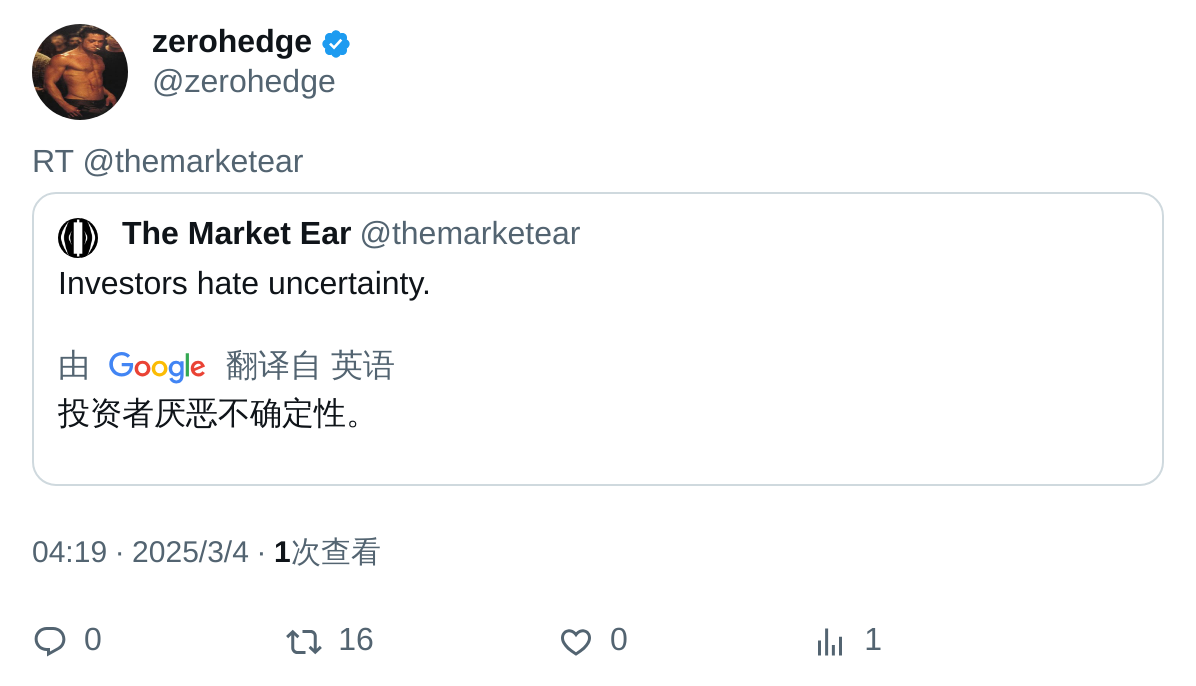 zerohedge
@zerohedge
RT @themarketear
The Market Ear @themarketear
Investors hate uncertainty.
由 Google 翻译自 英语
投资者厌恶不确定性。
04:19 · 2025/3/4 · 1次查看
0 16 0 1